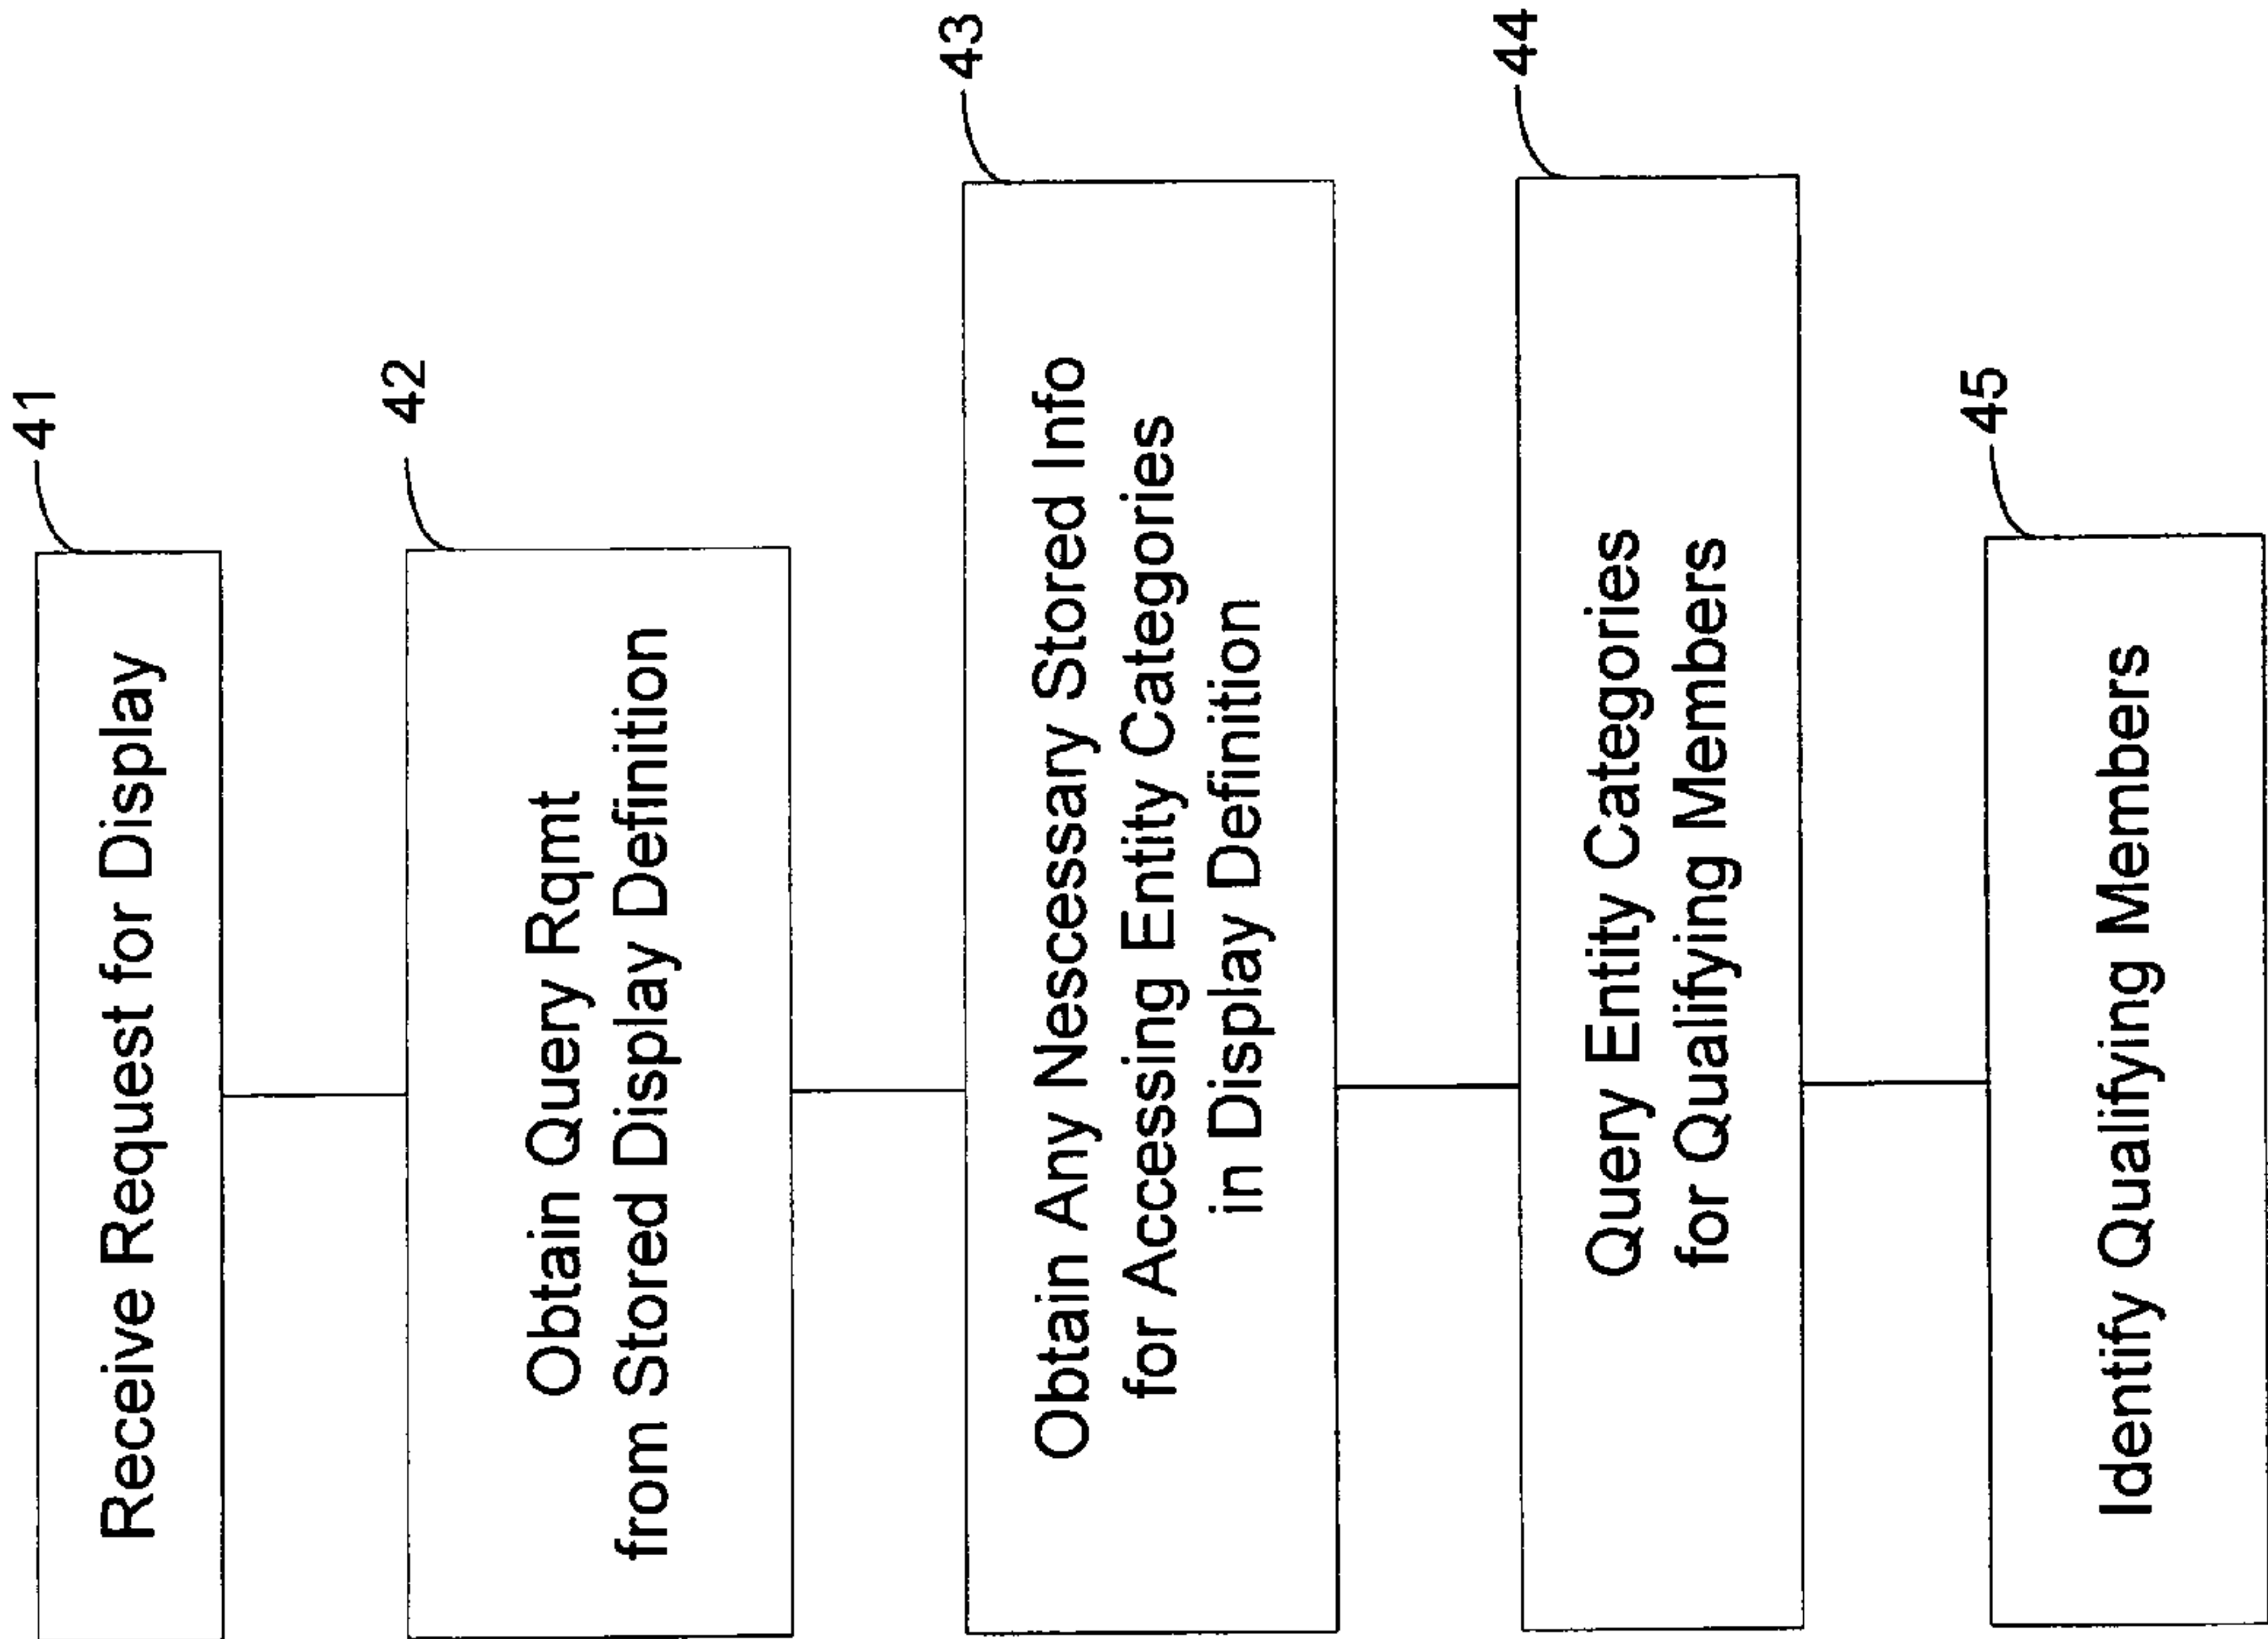 41
Receive Request for Display
42
Obtain Query Rqmt
from Stored Display Definition
43
Obtain Any Nescessary Stored Info
for Accessing Entity Categories
in Display Definition
44
Query Entity Categories
for Qualifying Members
45
Identify Qualifying Members